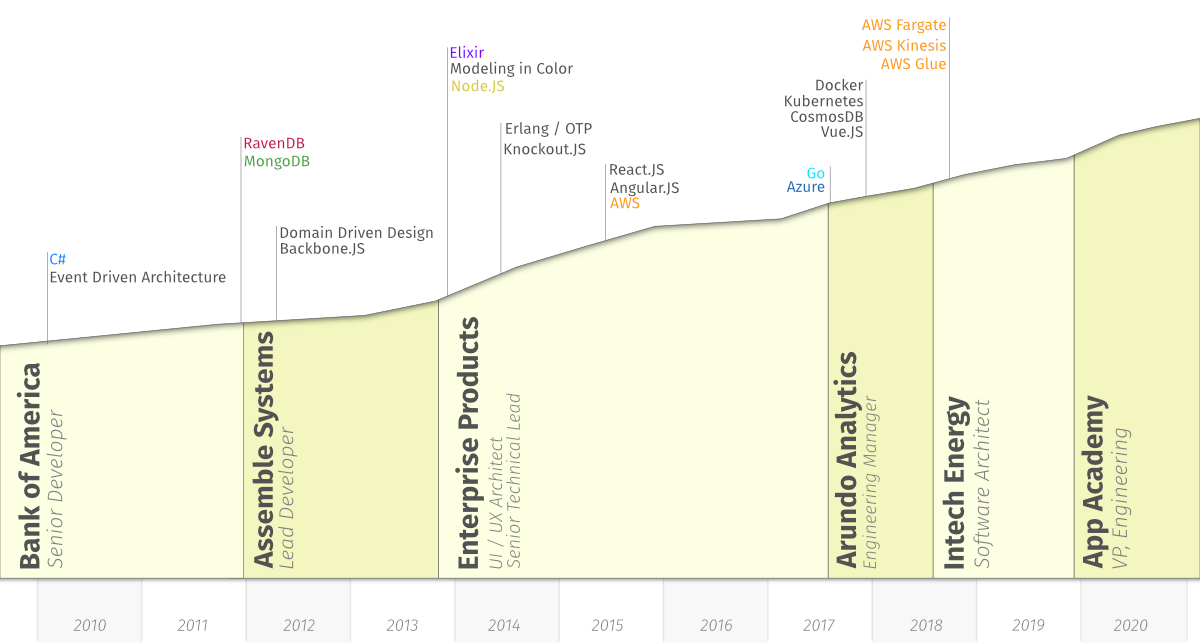 AWS Fargate
AWS Kinesis
AWS Glue
Elixir
Modeling in Color
Node.JS
Docker
Kubernetes
CosmosDB
Vue.JS
Erlang / OTP
Knockout.JS
RavenDB
MongoDB
React.JS
Angular.JS
AWS
Go
Azure
Domain Driven Design
Backbone.JS
C#
Event Driven Architecture
Bank of America
Senior Developer
Assemble Systems
Lead Developer
Enterprise Products
UI / UX Architect
Senior Technical Lead
Arundo Analytics
Engineering Manager
Intech Energy
Software Architect
App Academy
VP, Engineering
2010
2011
2012
2013
2014
2015
2016
2017
2018
2019
2020